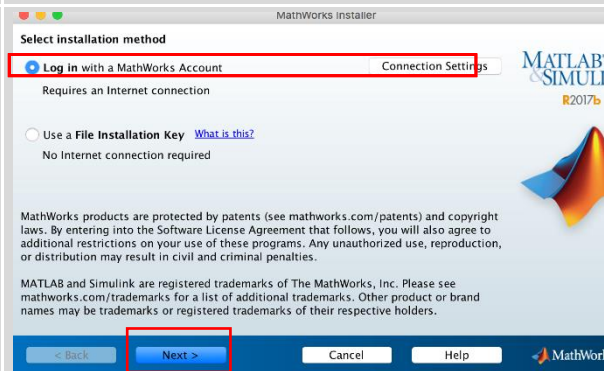 MathWorks Installer
Select installation method
Log in with a MathWorks Account
Connection Settings
Requires an Internet connection
Use a File Installation Key What is this?
No Internet connection required
MATLAB
&SIMULI
R2017b
MathWorks products are protected by patents (see mathworks.com/patents) and copyright
laws. By entering into the Software License Agreement that follows, you will also agree to
additional restrictions on your use of these programs. Any unauthorized use, reproduction,
or distribution may result in civil and criminal penalties.
MATLAB and Simulink are registered trademarks of The MathWorks, Inc. Please see
mathworks.com/trademarks for a list of additional trademarks. Other product or brand
names may be trademarks or registered trademarks of their respective holders.
< Back Next > Cancel Help MathWor